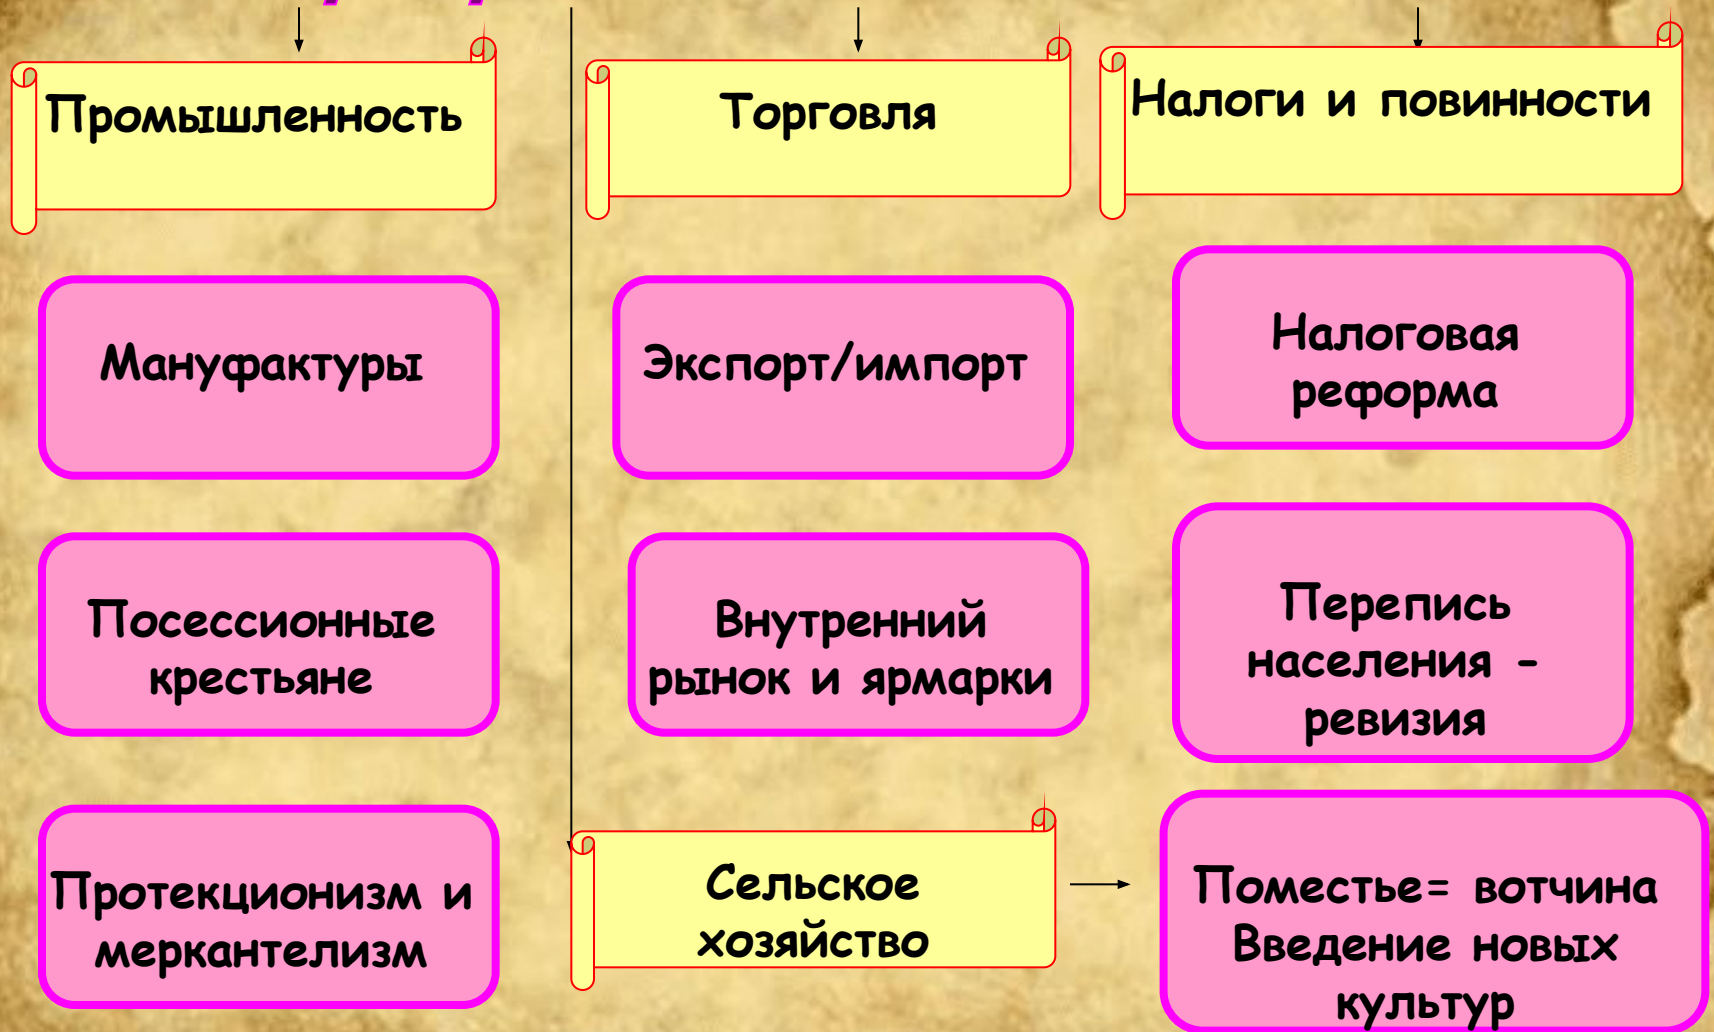 Промышленность
Мануфактуры
Посессионные
крестьяне
Протекционизм и
меркантелизм
Торговля
Экспорт/импорт
Внутренний
рынок и ярмарки
Сельское
хозяйство
Налоги и повинности
Налоговая
реформа
Перепись
населения -
ревизия
Поместье= вотчина
Введение новых
культур